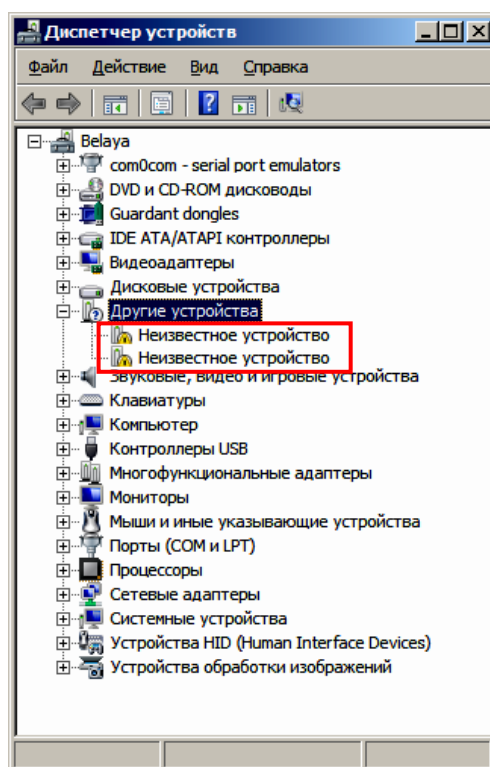 Диспетчер устройств
Файл Действие Вид Справка
Belaya
com0com - serial port emulators
DVD и CD-ROM дисководы
Guardant dongles
IDE ATA/ATAPI контроллеры
Видеоадаптеры
Дисковые устройства
Другие устройства
Неизвестное устройство
Неизвестное устройство
Звуковые, видео и игровые устройства
Клавиатуры
Компьютер
Контроллеры USB
Многофункциональные адаптеры
Мониторы
Мыши и иные указывающие устройства
Порты (COM и LPT)
Процессоры
Сетевые адаптеры
Системные устройства
Устройства HID (Human Interface Devices)
Устройства обработки изображений